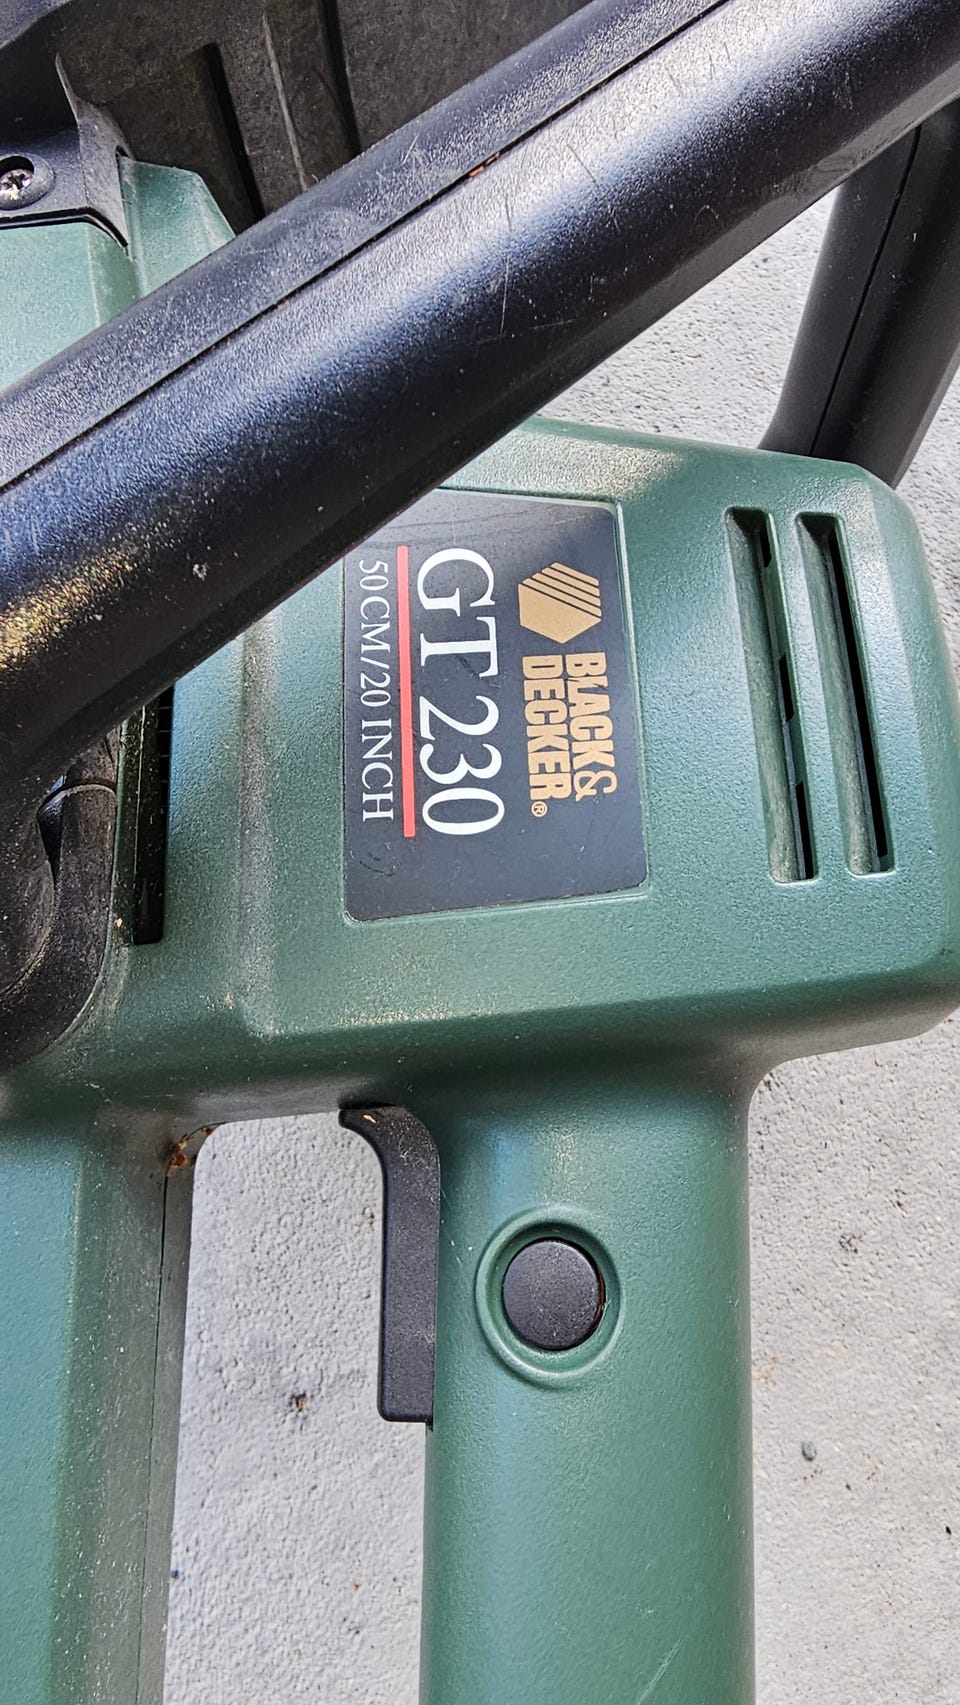 BLACK&
DECKER®
GT 230
50 CM/20 INCH